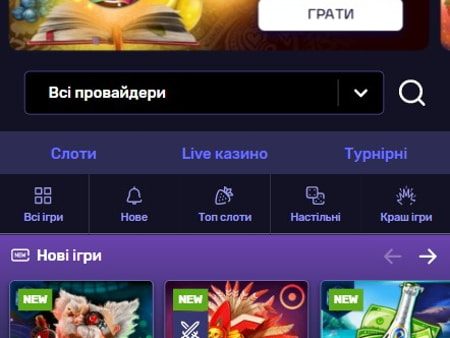 ГРАТИ
Всі провайдери
Слоти Live казино Турнірні
Всі ігри Нове Топ слоти Настільні Краш ігри
NEW Нові ігри
NEW NEW NEW